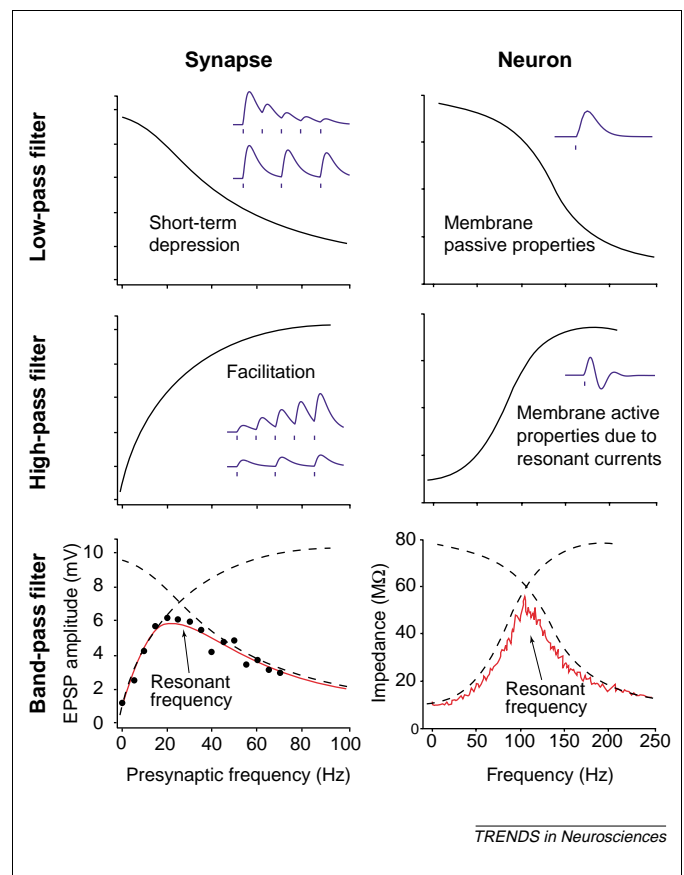 Synapse
Neuron
Low-pass filter
Short-term
depression
Membrane
passive properties
High-pass filter
Facilitation
Membrane active
properties due to
resonant currents
Band-pass filter
EPSP amplitude (mV)
10
8
6
4
2
0
Resonant
frequency
0 20 40 60 80 100
Presynaptic frequency (Hz)
Impedance (MΩ)
80
60
40
20
0
Resonant
frequency
0 50 100 150 200 250
Frequency (Hz)
TRENDS in Neurosciences